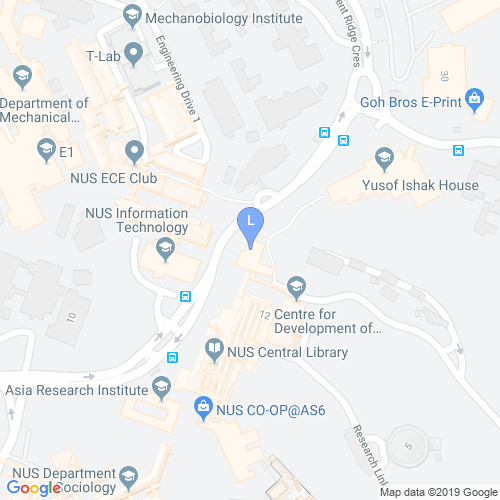 Mechanobiology Institute
T-Lab
Engineering Drive 1
ent Ridge Cres
30
Goh Bros E-Print
Department of
Mechanical...
E1
NUS ECE Club
Yusof Ishak House
NUS Information
Technology
L
10
12
Centre for
Development of...
NUS Central Library
Asia Research Institute
NUS CO-OP@AS6
Research Link
5
NUS Department
Sociology
Google
Map data ©2019 Google